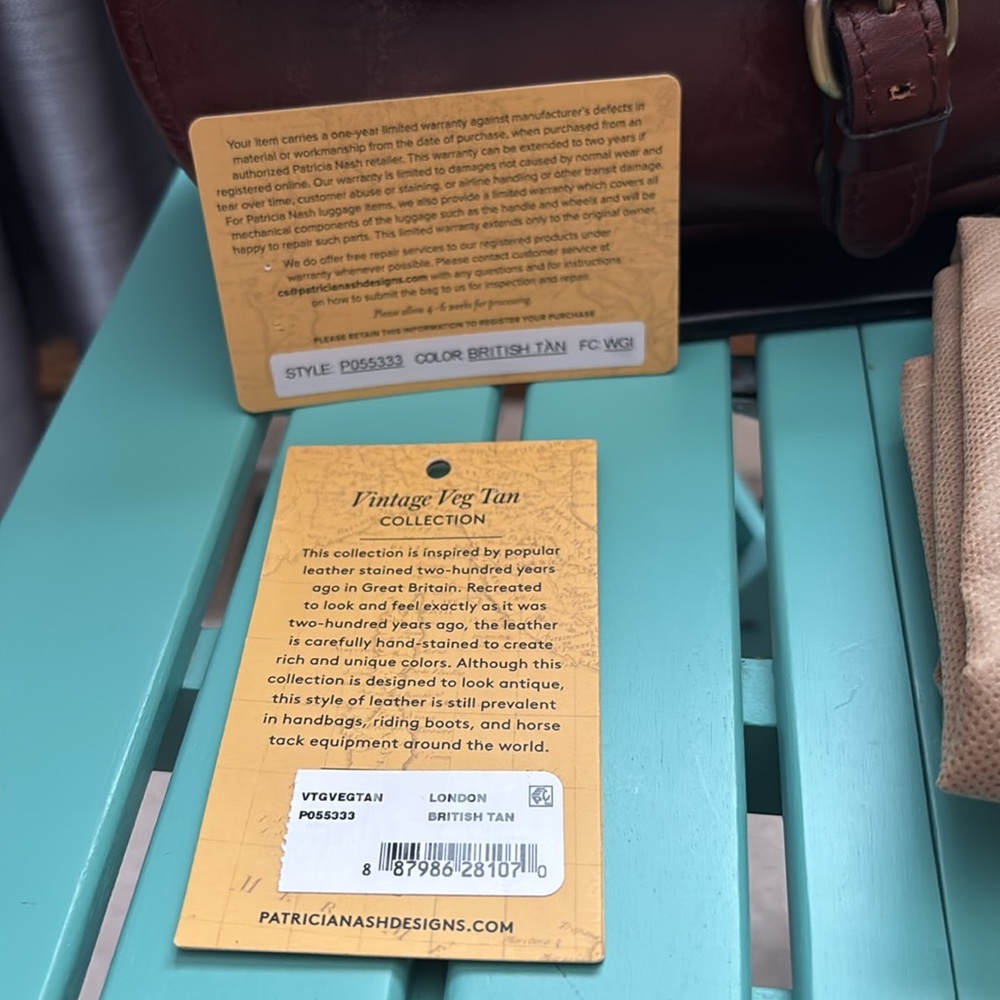 Your item carries a one-year limited warranty against manufacturer's defects in
material or workmanship from the date of purchase, when purchased from an
authorized Patricia Nash retailer. This warranty can be extended to two years if
registered online. Our warranty is limited to damages not caused by normal wear and
tear over time, customer abuse or staining, or airline handling or other transit damage.
For Patricia Nash luggage items, we also provide a limited warranty which covers all
mechanical components of the luggage such as the handle and wheels and will be
happy to repair such parts. This limited warranty extends only to the original owner.
We do offer free repair services to our registered products under
warranty whenever possible. Please contact customer service at
cs@patricianashdesigns.com with any questions and for instructions
on how to submit the bag to us for inspection and repair.
Please allow 4-6 weeks for processing.
PLEASE RETAIN THIS INFORMATION TO REGISTER YOUR PURCHASE
STYLE: P055333 COLOR: BRITISH TAN FC: WGI
Vintage Veg Tan
COLLECTION
This collection is inspired by popular
leather stained two-hundred years
ago in Great Britain. Recreated
to look and feel exactly as it was
two-hundred years ago, the leather
is carefully hand-stained to create
rich and unique colors. Although this
collection is designed to look antique,
this style of leather is still prevalent
in handbags, riding boots, and horse
tack equipment around the world.
VTGVEGTAN LONDON
P055333 BRITISH TAN
8 87986 28107 0
PATRICIANASHDESIGNS.COM